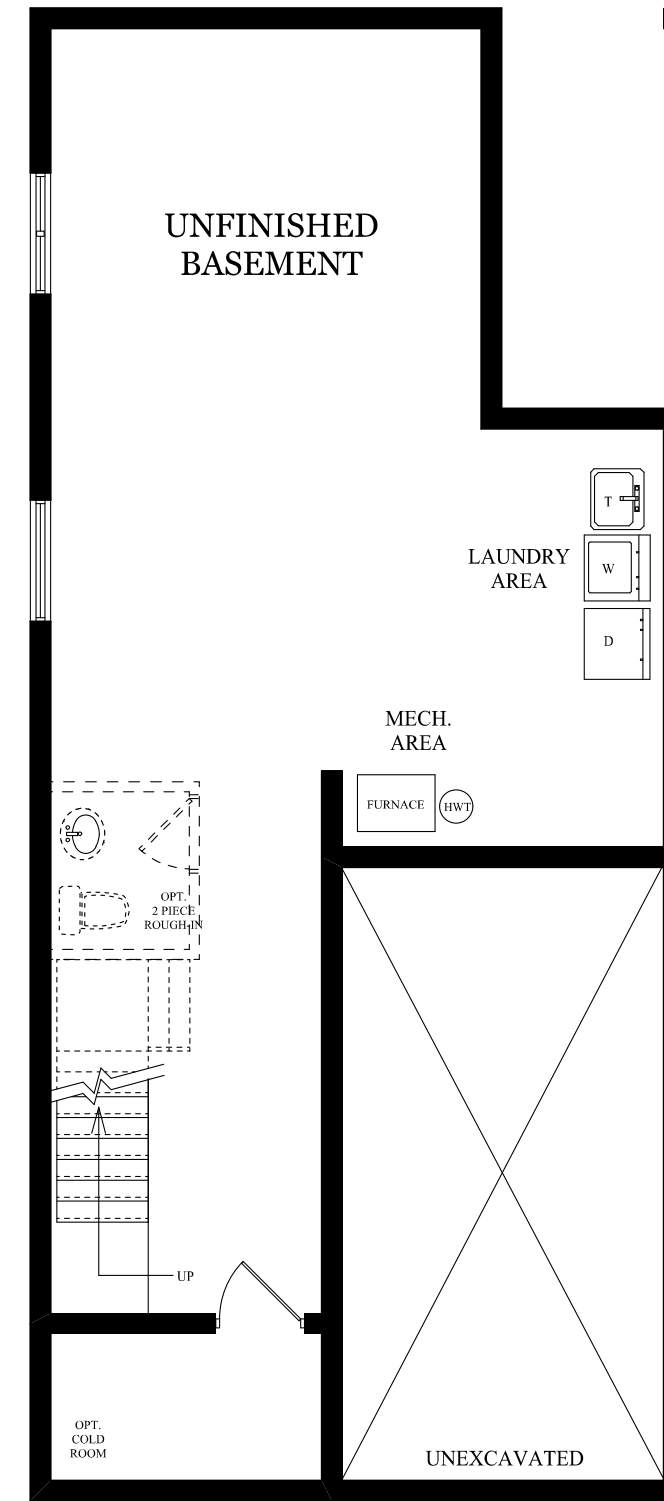 UNFINISHED
BASEMENT
T
LAUNDRY
AREA
W
D
MECH.
AREA
FURNACE
HWT
OPT.
2 PIECE
ROUGH-IN
UP
OPT.
COLD
ROOM
UNEXCAVATED